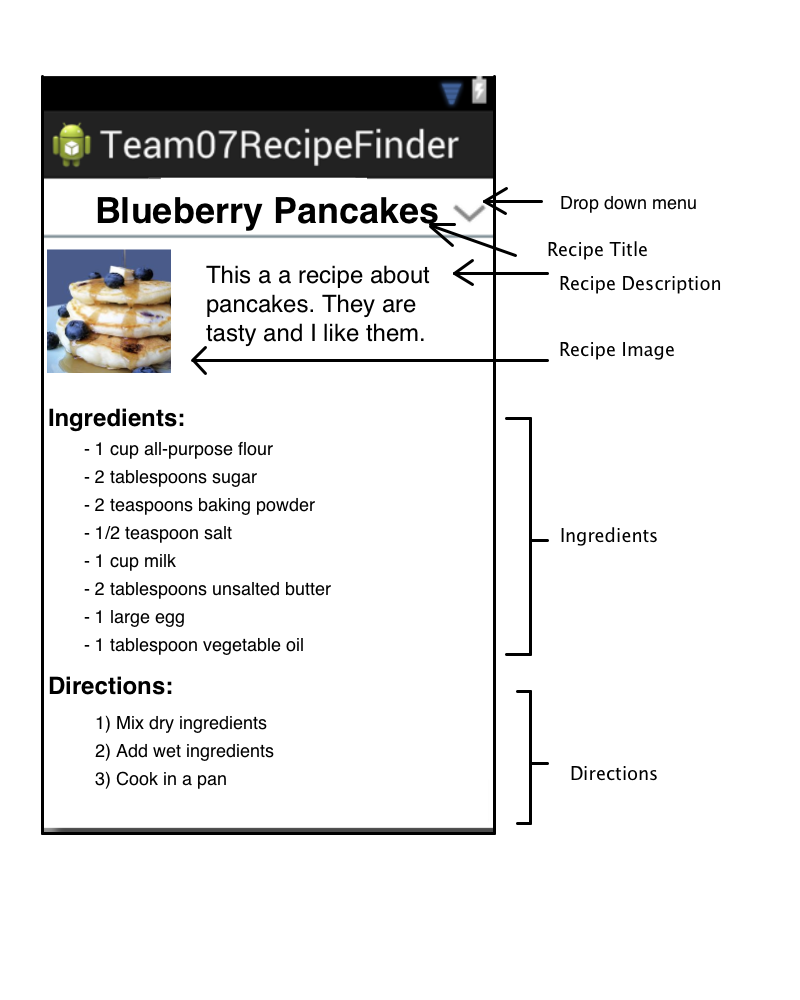 Team07RecipeFinder
Blueberry Pancakes
Drop down menu
Recipe Title
This a a recipe about
pancakes. They are
tasty and I like them.
Recipe Description
Recipe Image
Ingredients:
- 1 cup all-purpose flour
- 2 tablespoons sugar
- 2 teaspoons baking powder
- 1/2 teaspoon salt
- 1 cup milk
- 2 tablespoons unsalted butter
- 1 large egg
- 1 tablespoon vegetable oil
Ingredients
Directions:
1) Mix dry ingredients
2) Add wet ingredients
3) Cook in a pan
Directions